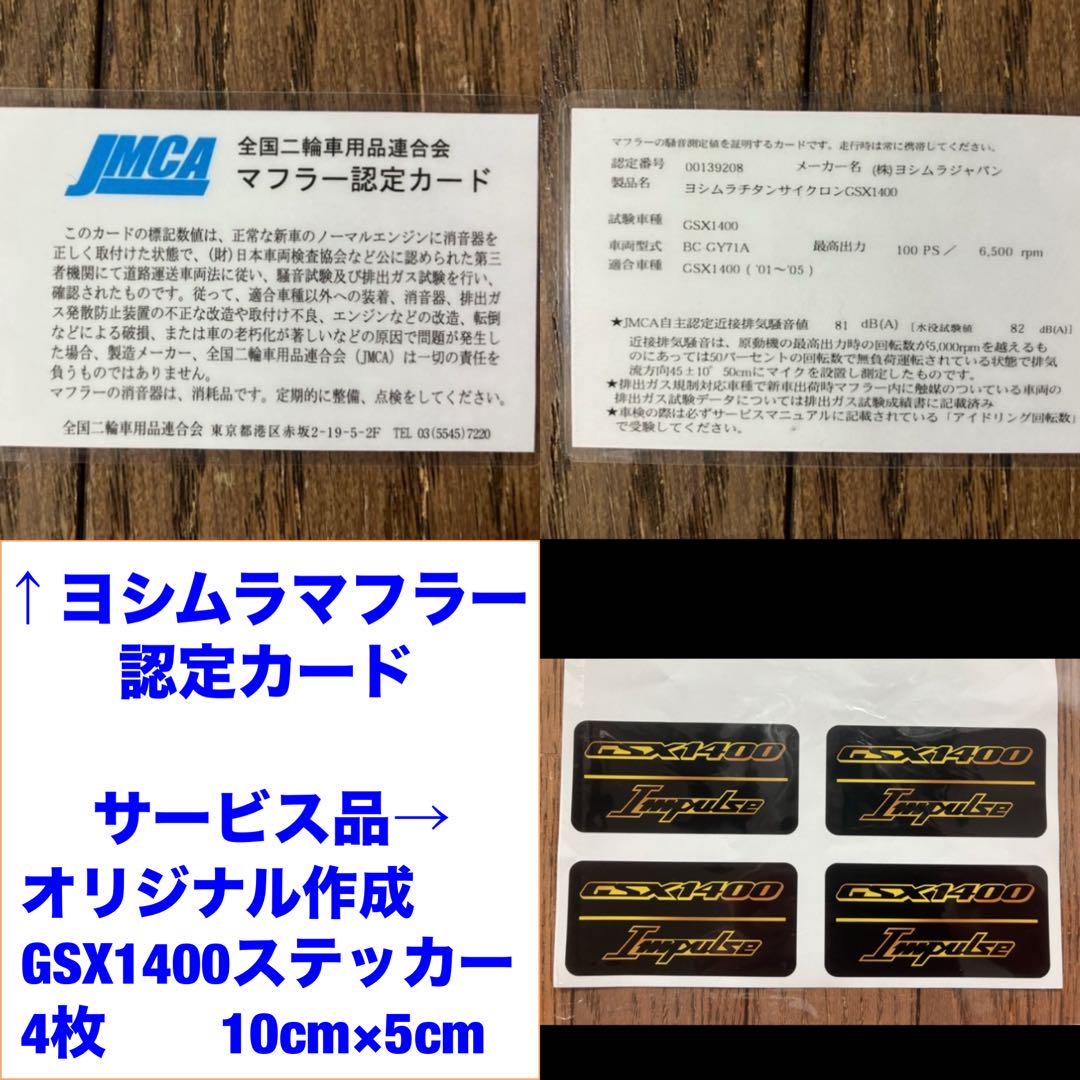 JMCA
全国二輪車用品連合会
マフラー認定カード
このカードの標記数値は、正常な新車のノーマルエンジンに消音器を
正しく取付けた状態で、(財)日本車両検査協会など公に認められた第三
者機関にて道路運送車両法に従い、騒音試験及び排出ガス試験を行い、
確認されたものです。従って、適合車種以外への装着、消音器、排出ガ
ス発散防止装置の不正な改造や取付け不良、エンジンなどの改造、転倒
などによる破損、または車の老朽化が著しいなどの原因で問題が発生し
た場合、製造メーカー、全国二輪車用品連合会(JMCA)は一切の責任を
負うものではありません。
マフラーの消音器は、消耗品です。定期的に整備、点検をしてください。
全国二輪車用品連合会 東京都港区赤坂2-19-5-2F TEL 03(5545)7220
マフラーの騒音測定値を証明するカードです。走行時は常に携帯してください。
認定番号 00139208 メーカー名 (株)ヨシムラジャパン
製品名 ヨシムラチタンサイクロンGSX1400
試験車種 GSX1400
車両型式 BC-GY71A 最高出力 100 PS / 6,500 rpm
適合車種 GSX1400 ( '01～'05 )
★JMCA自主認定近接排気騒音値 81 dB(A) [水役試験値 82 dB(A)]
近接排気騒音は、原動機の最高出力時の回転数が5,000rpmを越えるも
のにあっては50パーセントの回転数で無負荷運転されている状態で排気
流方向45±10° 50cmにマイクを設置し測定したものです。
★排出ガス規制対応車種で新車出荷時マフラー内に触媒のついている車両の
排出ガス試験データについては排出ガス試験成績書に記載済み
★車検の際は必ずサービスマニュアルに記載されている「アイドリング回転数」
で受験してください。
↑ヨシムラマフラー
認定カード
サービス品→
オリジナル作成
GSX1400ステッカー
4枚 10cm×5cm
GSX1400
Impulse
GSX1400
Impulse
GSX1400
Impulse
GSX1400
Impulse